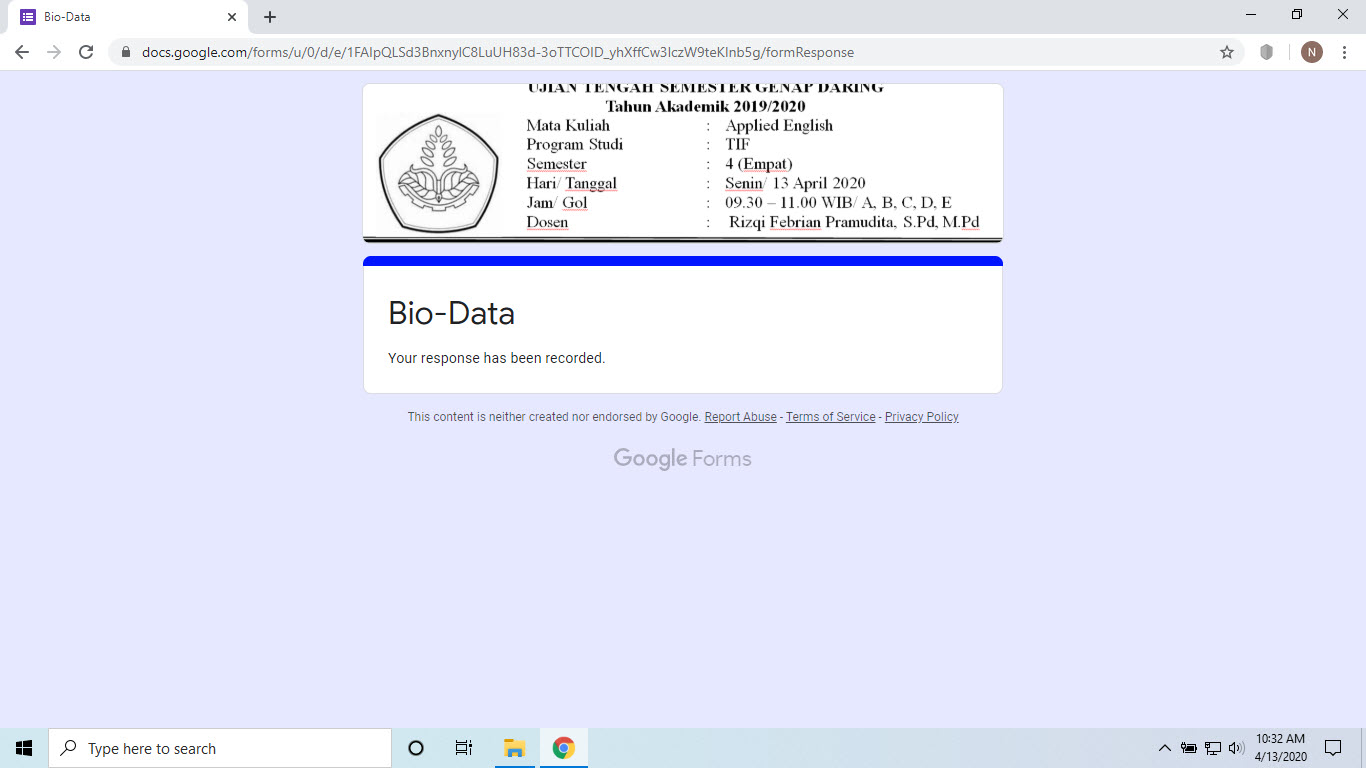 Bio-Data
docs.google.com/forms/u/0/d/e/1FAIpQLSd3BnxnylC8LuUH83d-3oTTCOID_yhXffCw3IczW9teKlnb5g/formResponse
N
UJIAN TENGAH SEMESTER GENAP DARING
Tahun Akademik 2019/2020
Mata Kuliah : Applied English
Program Studi : TIF
Semester : 4 (Empat)
Hari/ Tanggal : Senin/ 13 April 2020
Jam/ Gol : 09.30 – 11.00 WIB/ A, B, C, D, E
Dosen : Rizqi Febrian Pramudita, S.Pd, M.Pd
Bio-Data
Your response has been recorded.
This content is neither created nor endorsed by Google. Report Abuse - Terms of Service - Privacy Policy
Google Forms
Type here to search
10:32 AM
4/13/2020